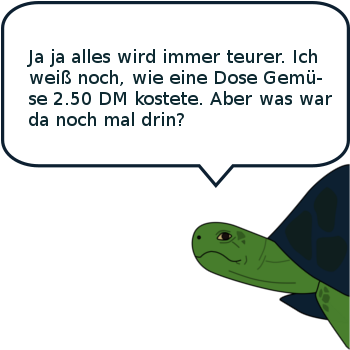 Ja ja alles wird immer teurer. Ich
weiß noch, wie eine Dose Gemü-
se 2.50 DM kostete. Aber was war
da noch mal drin?